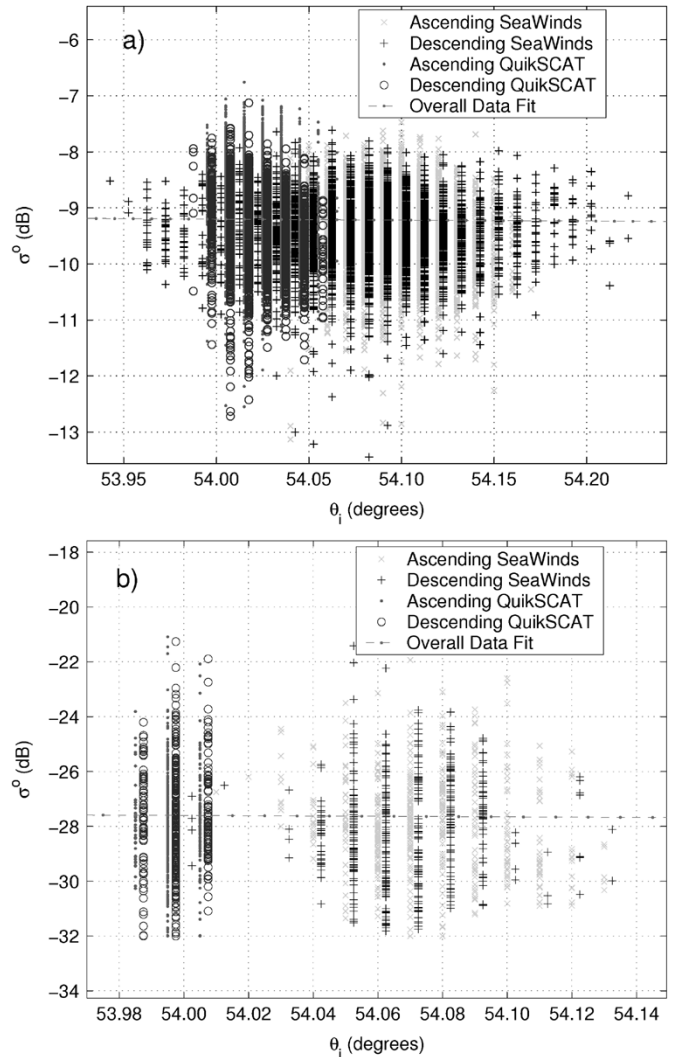 a)
Ascending SeaWinds
Descending SeaWinds
Ascending QuikSCAT
Descending QuikSCAT
Overall Data Fit
−6
−7
−8
−9
−10
−11
−12
−13
σ° (dB)
53.95 54.00 54.05 54.10 54.15 54.20
θi (degrees)
b)
Ascending SeaWinds
Descending SeaWinds
Ascending QuikSCAT
Descending QuikSCAT
Overall Data Fit
−18
−20
−22
−24
−26
−28
−30
−32
−34
σ° (dB)
53.98 54.00 54.02 54.04 54.06 54.08 54.10 54.12 54.14
θi (degrees)